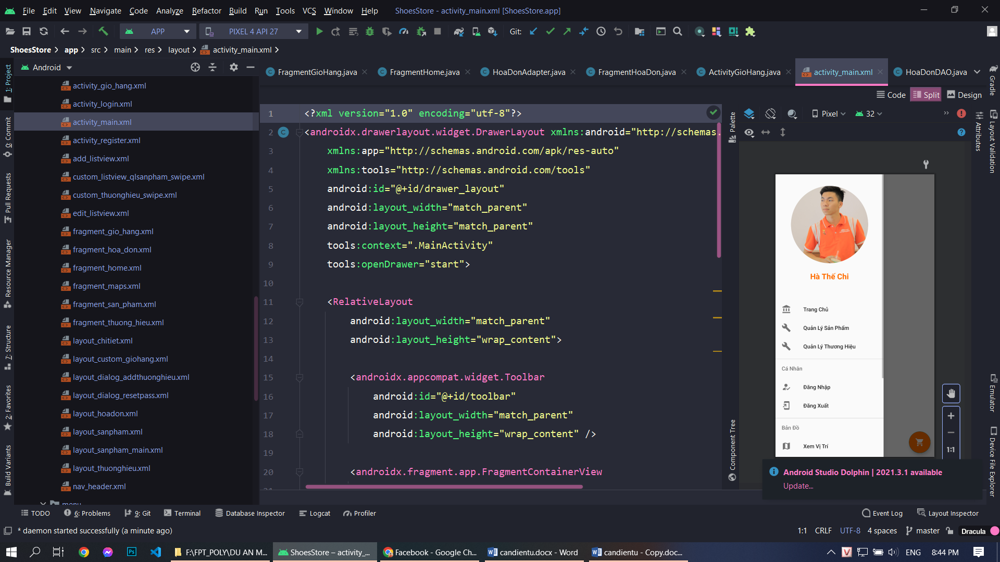 File Edit View Navigate Code Analyze Refactor Build Run Tools VCS Window Help ShoesStore - activity_main.xml [ShoesStore.app]
APP PIXEL 4 API 27 Git:
ShoesStore app src main res layout activity_main.xml
Android
FragmentGioHang.java FragmentHome.java HoaDonAdapter.java FragmentHoaDon.java ActivityGioHang.java activity_main.xml HoaDonDAO.java
Code Split Design
1: Project
0: Commit
Pull Requests
Resource Manager
7: Structure
2: Favorites
Build Variants
activity_gio_hang.xml
activity_login.xml
activity_main.xml
activity_register.xml
add_listview.xml
custom_listview_qlsanpham_swipe.xml
custom_thuonghieu_swipe.xml
edit_listview.xml
fragment_gio_hang.xml
fragment_hoa_don.xml
fragment_home.xml
fragment_maps.xml
fragment_san_pham.xml
fragment_thuong_hieu.xml
layout_chitiet.xml
layout_custom_giohang.xml
layout_dialog_addthuonghieu.xml
layout_dialog_resetpass.xml
layout_hoadon.xml
layout_sanpham.xml
layout_sanpham_main.xml
layout_thuonghieu.xml
nav_header.xml
menu
1 <?xml version="1.0" encoding="utf-8"?>
2 <androidx.drawerlayout.widget.DrawerLayout xmlns:android="http://schemas.
3 xmlns:app="http://schemas.android.com/apk/res-auto"
4 xmlns:tools="http://schemas.android.com/tools"
5 android:id="@+id/drawer_layout"
6 android:layout_width="match_parent"
7 android:layout_height="match_parent"
8 tools:context=".MainActivity"
9 tools:openDrawer="start">
10
11 <RelativeLayout
12 android:layout_width="match_parent"
13 android:layout_height="wrap_content">
14
15 <androidx.appcompat.widget.Toolbar
16 android:id="@+id/toolbar"
17 android:layout_width="match_parent"
18 android:layout_height="wrap_content" />
19
20 <androidx.fragment.app.FragmentContainerView
Palette
Component Tree
Pixel 32
Hà Thế Chi
Trang Chủ
Quản Lý Sản Phẩm
Quản Lý Thương Hiệu
Cá Nhân
Đăng Nhập
Đăng Xuất
Bản Đồ
Xem Vị Trí
1:1
Android Studio Dolphin | 2021.3.1 available
Update...
Attributes
Gradle
Layout Validation
Emulator
Device File Explorer
TODO 6: Problems 9: Git Terminal Database Inspector Logcat Profiler Event Log Layout Inspector
* daemon started successfully (a minute ago) 1:1 CRLF UTF-8 4 spaces master Dracula
Ps F:\FPT_POLY\DU AN M... ShoesStore – activity_... Facebook - Google Ch... candientu.docx - Word candientu - Copy.doc... V ENG 8:44 PM